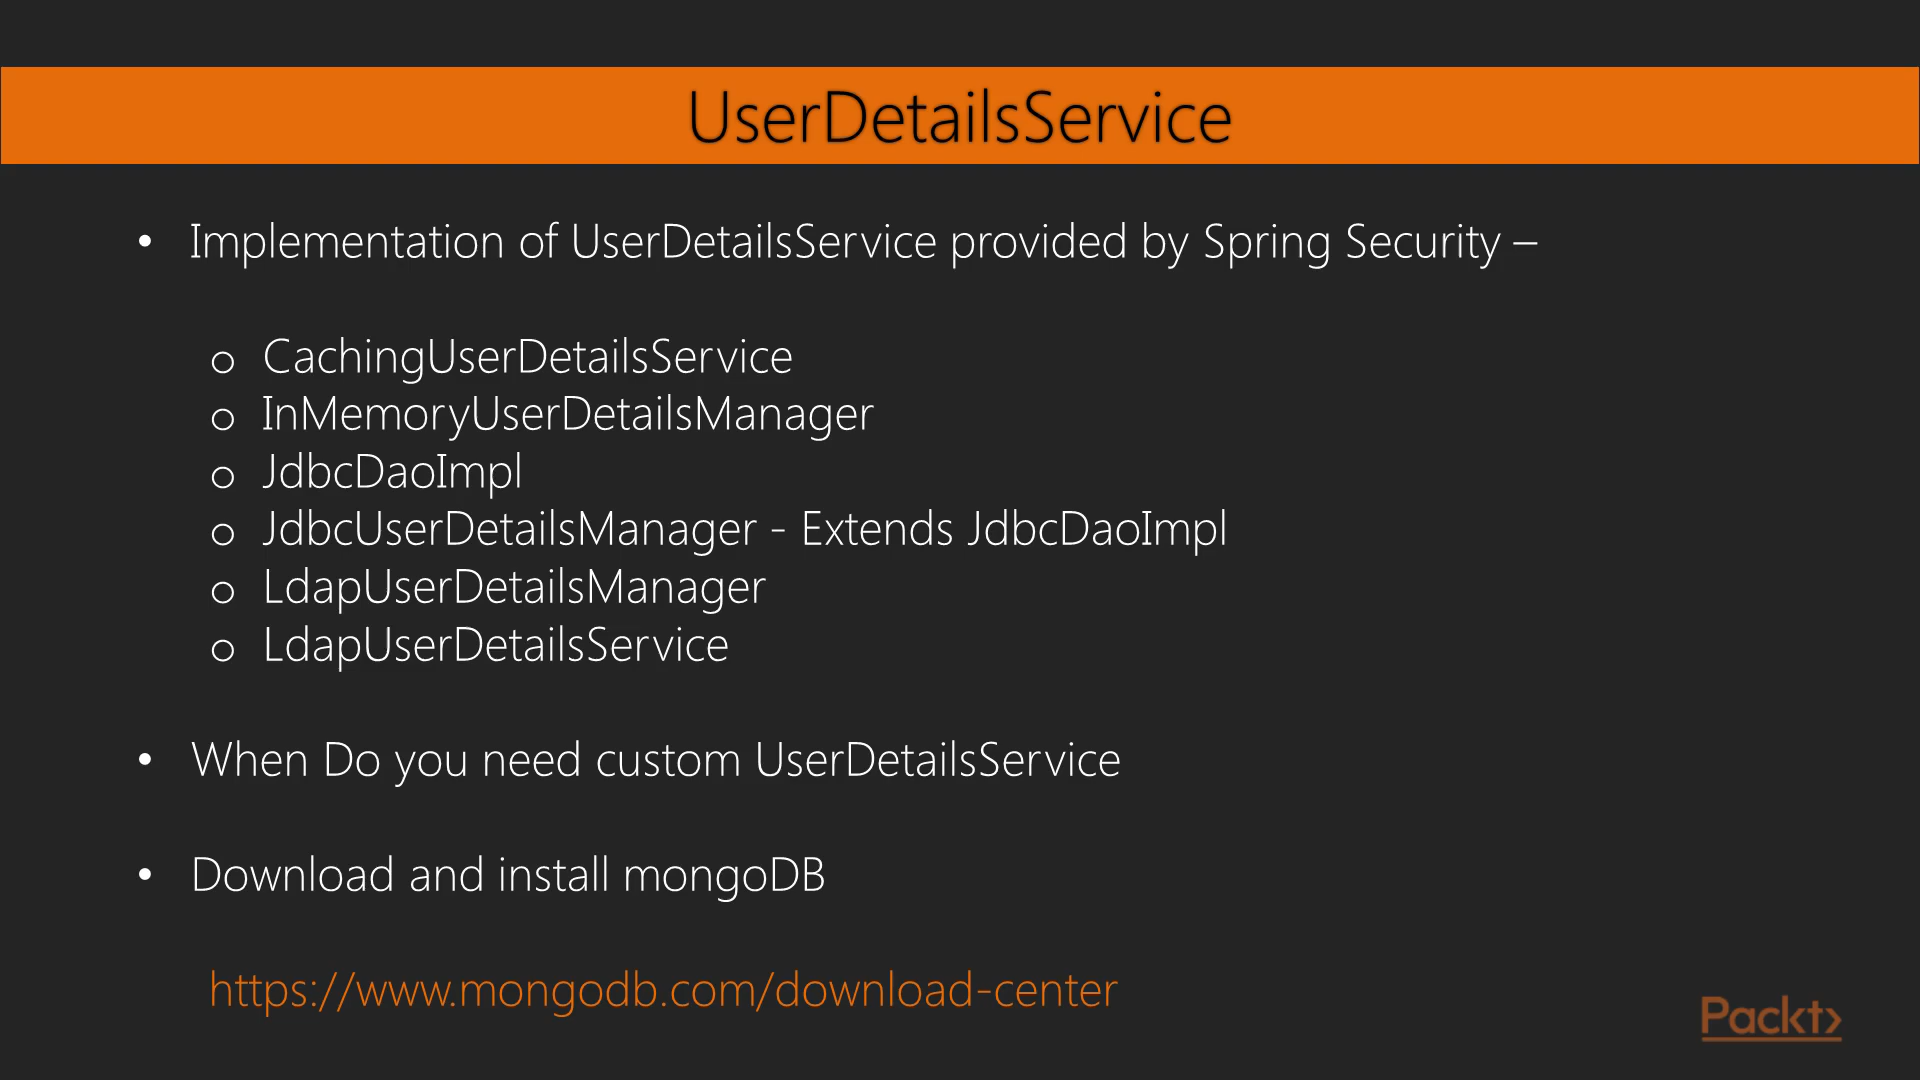 UserDetailsService
• Implementation of UserDetailsService provided by Spring Security –
o CachingUserDetailsService
o InMemoryUserDetailsManager
o JdbcDaoImpl
o JdbcUserDetailsManager - Extends JdbcDaoImpl
o LdapUserDetailsManager
o LdapUserDetailsService
• When Do you need custom UserDetailsService
• Download and install mongoDB
https://www.mongodb.com/download-center
Packt>